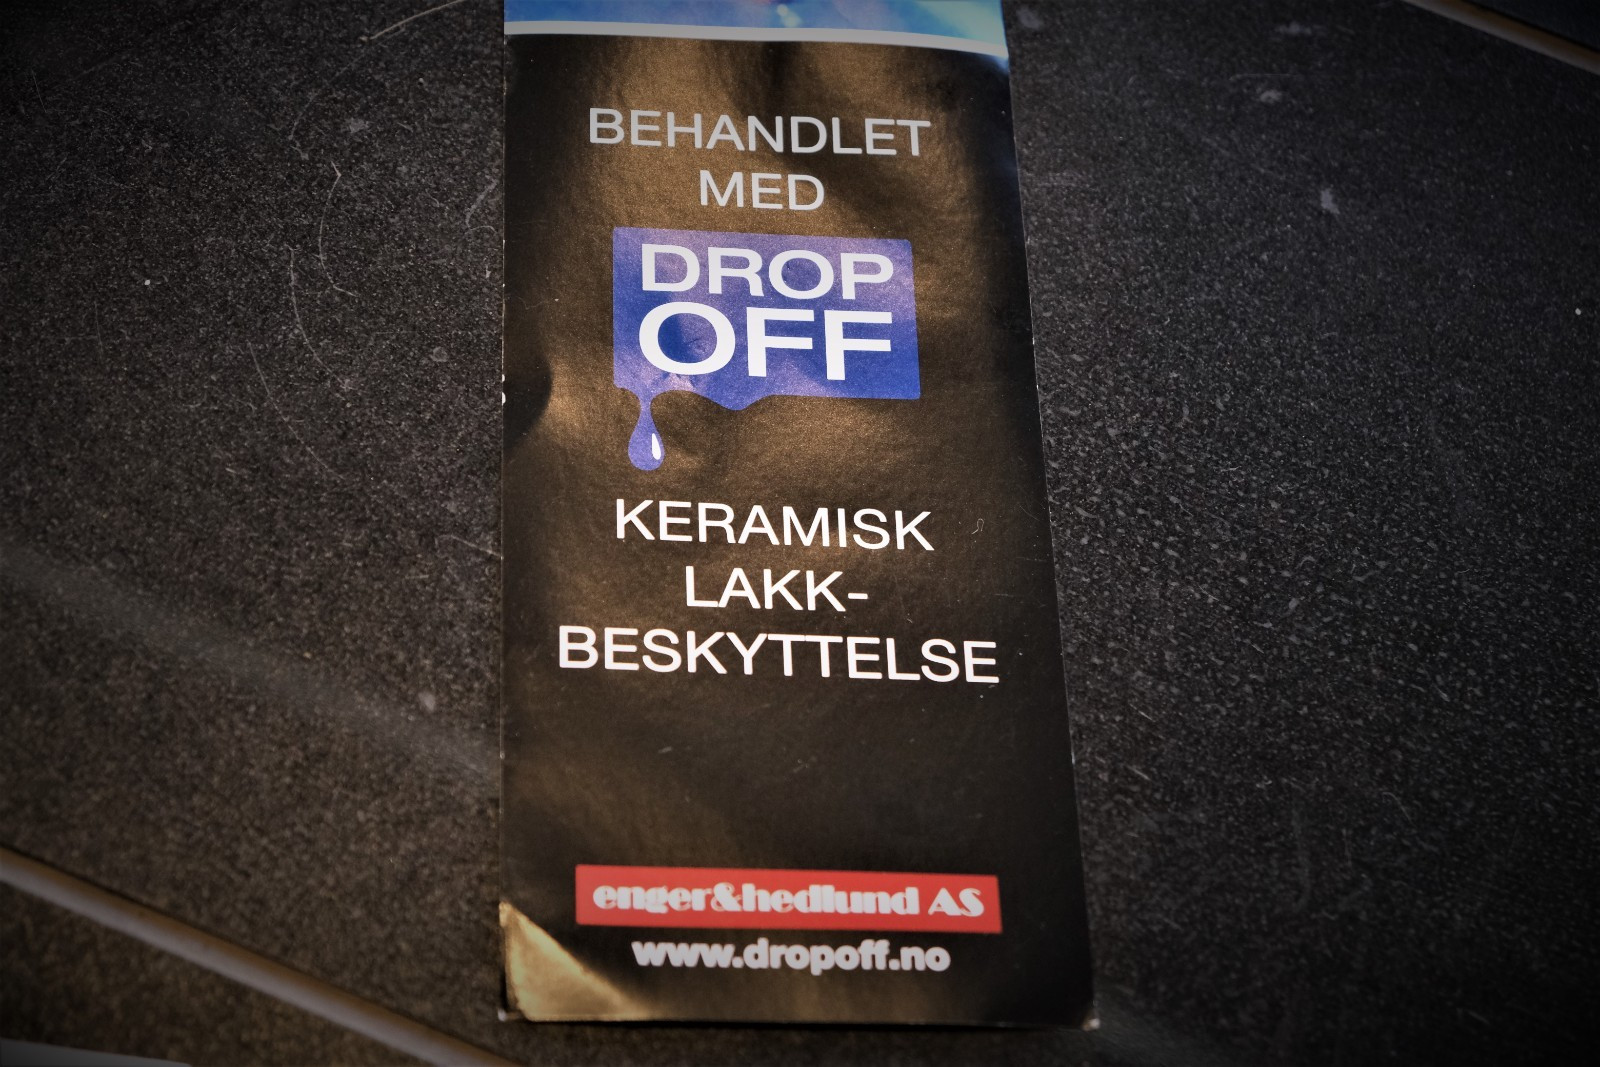 BEHANDLET
MED
DROP
OFF
KERAMISK
LAKK-
BESKYTTELSE
enger&hedlund AS
www.dropoff.no